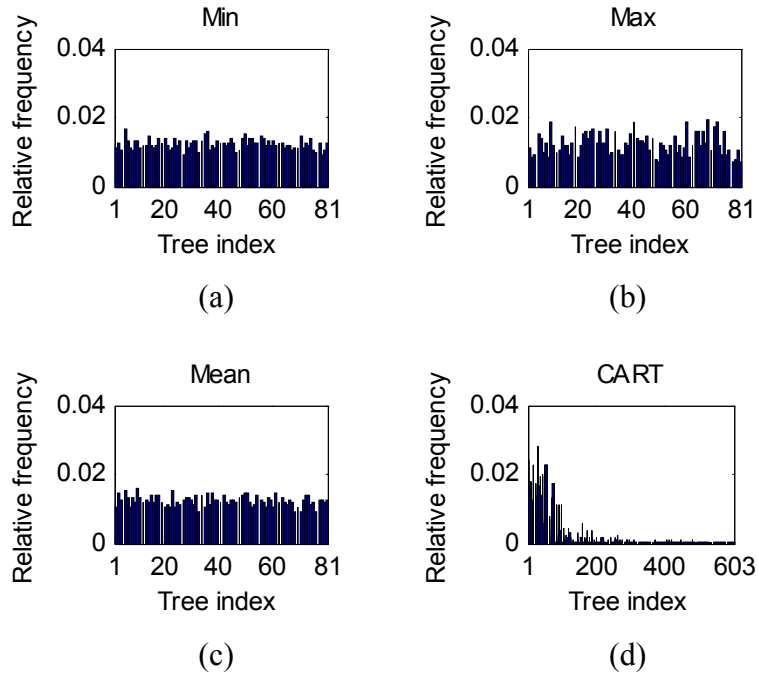 Min
Relative frequency
0.04
0.02
0
1 20 40 60 81
Tree index
(a)
Max
Relative frequency
0.04
0.02
0
1 20 40 60 81
Tree index
(b)
Mean
Relative frequency
0.04
0.02
0
1 20 40 60 81
Tree index
(c)
CART
Relative frequency
0.04
0.02
0
1 200 400 603
Tree index
(d)